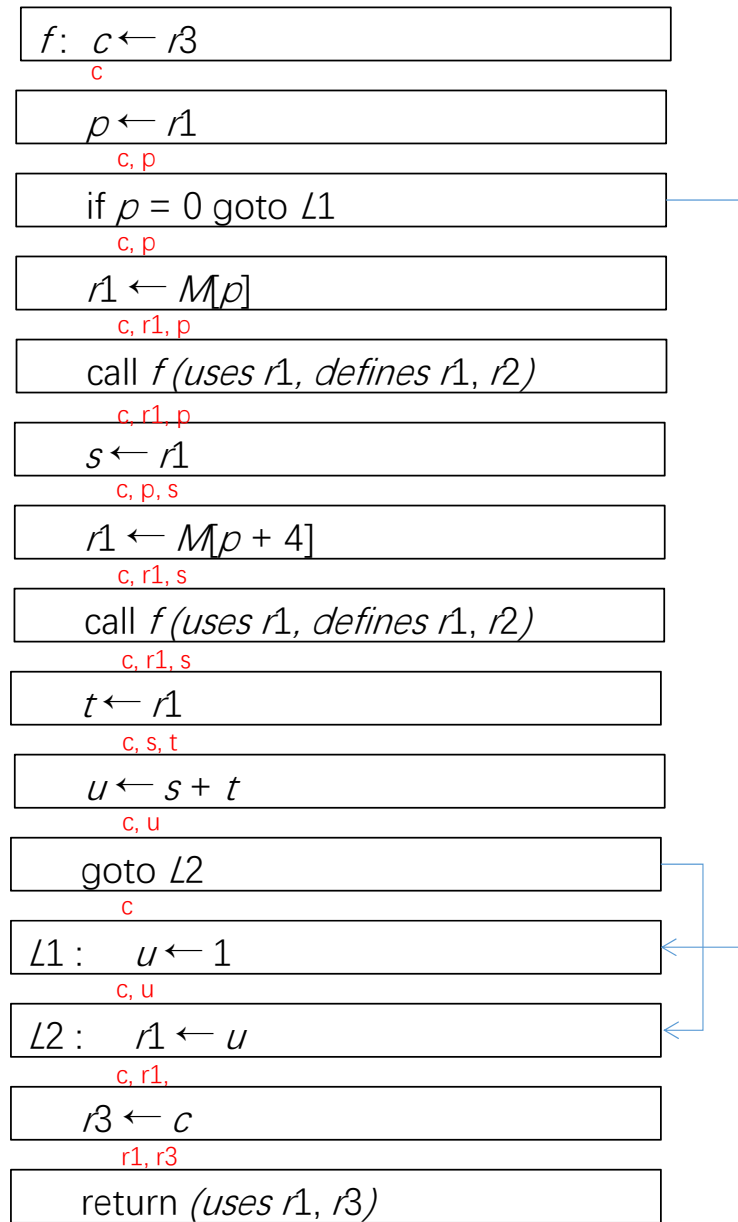 f: c ← r3
c
p ← r1
c, p
if p = 0 goto L1
c, p
r1 ← M[p]
c, r1, p
call f (uses r1, defines r1, r2)
c, r1, p
s ← r1
c, p, s
r1 ← M[p + 4]
c, r1, s
call f (uses r1, defines r1, r2)
c, r1, s
t ← r1
c, s, t
u ← s + t
c, u
goto L2
c
L1 : u ← 1
c, u
L2 : r1 ← u
c, r1,
r3 ← c
r1, r3
return (uses r1, r3)